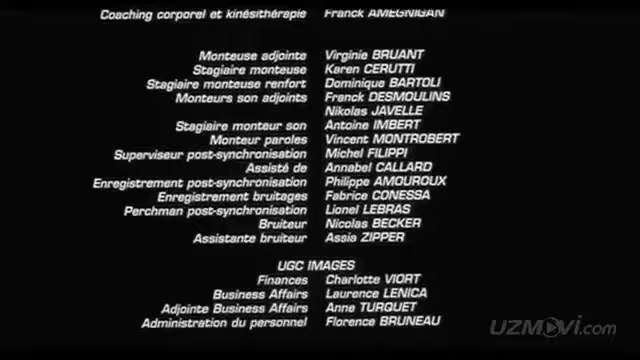 Coaching corporel et kinésithérapie Franck AMEGNIGAN
Monteuse adjointe Virginie BRUANT
Stagiaire monteuse Karen CERUTTI
Stagiaire monteuse renfort Dominique BARTOLI
Monteurs son adjoints Franck DESMOULINS
Nikolas JAVELLE
Stagiaire monteur son Antoine IMBERT
Monteur paroles Vincent MONTROBERT
Superviseur post-synchronisation Michel FILIPPI
Assisté de Annabel CALLARD
Enregistrement post-synchronisation Philippe AMOUROUX
Enregistrement bruitages Fabrice CONESSA
Perchman post-synchronisation Lionel LEBRAS
Bruiteur Nicolas BECKER
Assistante bruiteur Assia ZIPPER
UGC IMAGES
Finances Charlotte VIORT
Business Affairs Laurence LENICA
Adjointe Business Affairs Anne TURQUET
Administration du personnel Florence BRUNEAU
UZMOVi.com